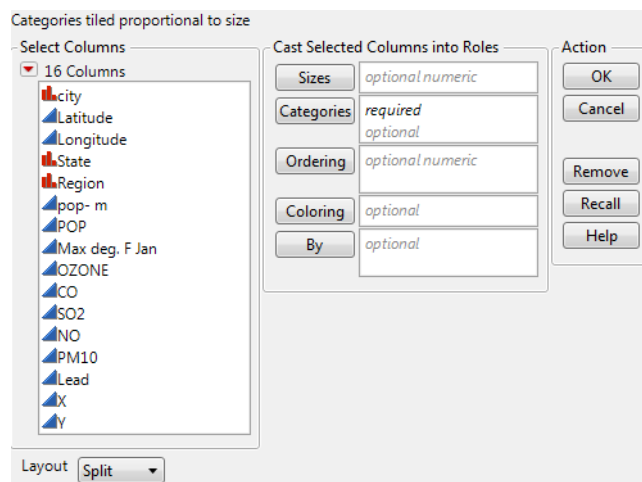 Categories tiled proportional to size
Select Columns
16 Columns
city
Latitude
Longitude
State
Region
pop- m
POP
Max deg. F Jan
OZONE
CO
SO2
NO
PM10
Lead
X
Y
Layout Split
Cast Selected Columns into Roles
Sizes optional numeric
Categories required
optional
Ordering optional numeric
Coloring optional
By optional
Action
OK
Cancel
Remove
Recall
Help